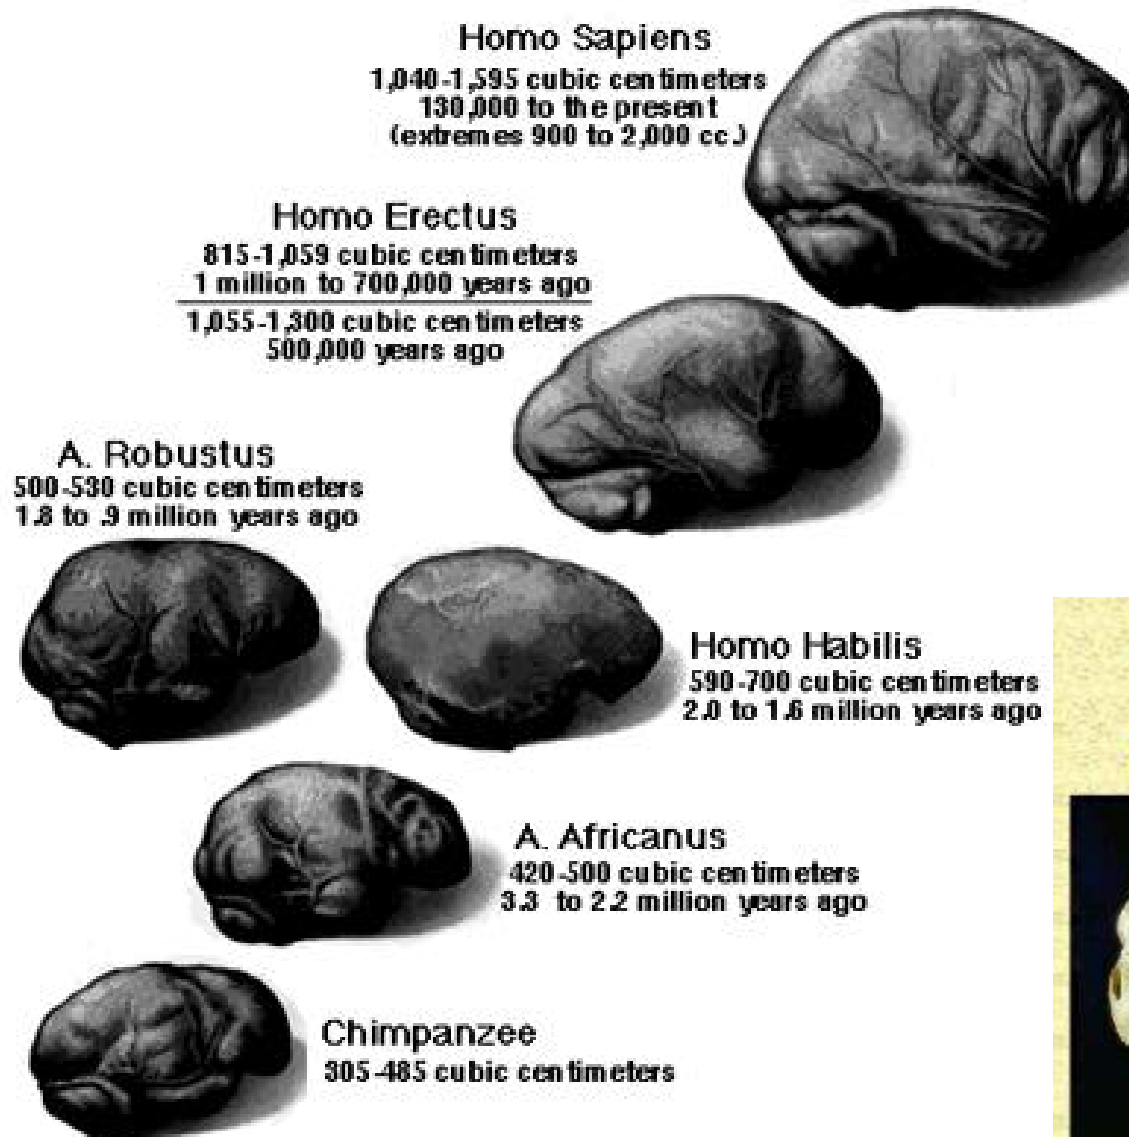 Homo Sapiens
1,040-1,595 cubic centimeters
130,000 to the present
(extremes 900 to 2,000 cc.)
Homo Erectus
815-1,059 cubic centimeters
1 million to 700,000 years ago
1,055-1,300 cubic centimeters
500,000 years ago
A. Robustus
500-530 cubic centimeters
1.8 to .9 million years ago
Homo Habilis
590-700 cubic centimeters
2.0 to 1.6 million years ago
A. Africanus
420-500 cubic centimeters
3.3 to 2.2 million years ago
Chimpanzee
305-485 cubic centimeters